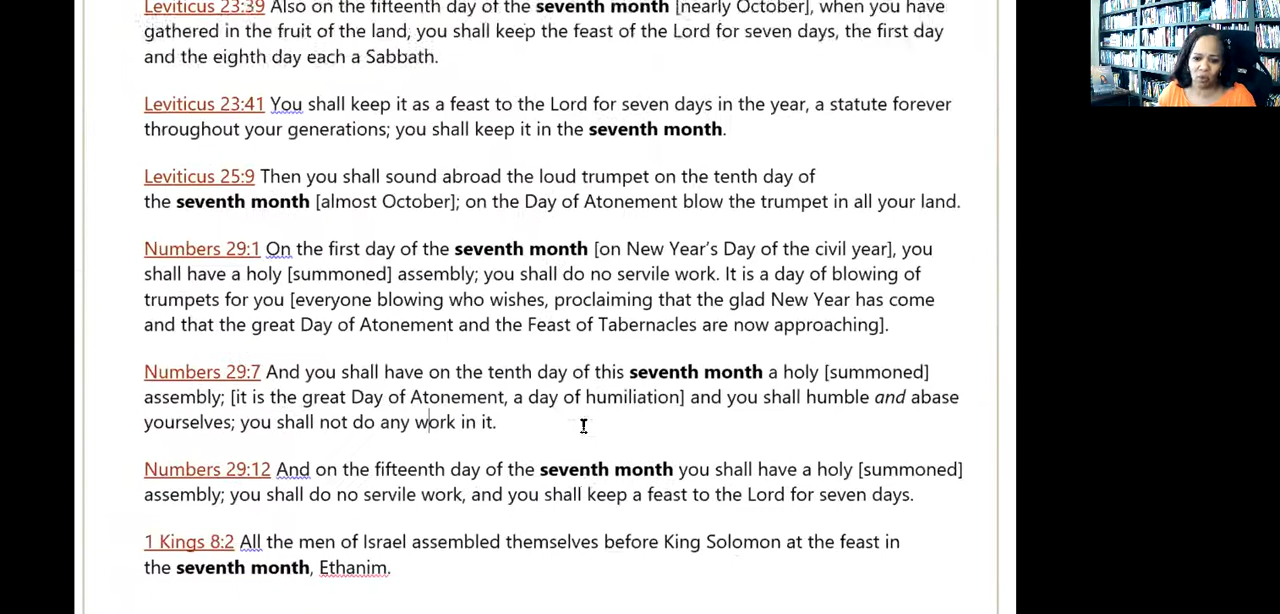 Leviticus 23:39 Also on the fifteenth day of the seventh month [nearly October], when you have
gathered in the fruit of the land, you shall keep the feast of the Lord for seven days, the first day
and the eighth day each a Sabbath.
Leviticus 23:41 You shall keep it as a feast to the Lord for seven days in the year, a statute forever
throughout your generations; you shall keep it in the seventh month.
Leviticus 25:9 Then you shall sound abroad the loud trumpet on the tenth day of
the seventh month [almost October]; on the Day of Atonement blow the trumpet in all your land.
Numbers 29:1 On the first day of the seventh month [on New Year’s Day of the civil year], you
shall have a holy [summoned] assembly; you shall do no servile work. It is a day of blowing of
trumpets for you [everyone blowing who wishes, proclaiming that the glad New Year has come
and that the great Day of Atonement and the Feast of Tabernacles are now approaching].
Numbers 29:7 And you shall have on the tenth day of this seventh month a holy [summoned]
assembly; [it is the great Day of Atonement, a day of humiliation] and you shall humble and abase
yourselves; you shall not do any work in it.
Numbers 29:12 And on the fifteenth day of the seventh month you shall have a holy [summoned]
assembly; you shall do no servile work, and you shall keep a feast to the Lord for seven days.
1 Kings 8:2 All the men of Israel assembled themselves before King Solomon at the feast in
the seventh month, Ethanim.